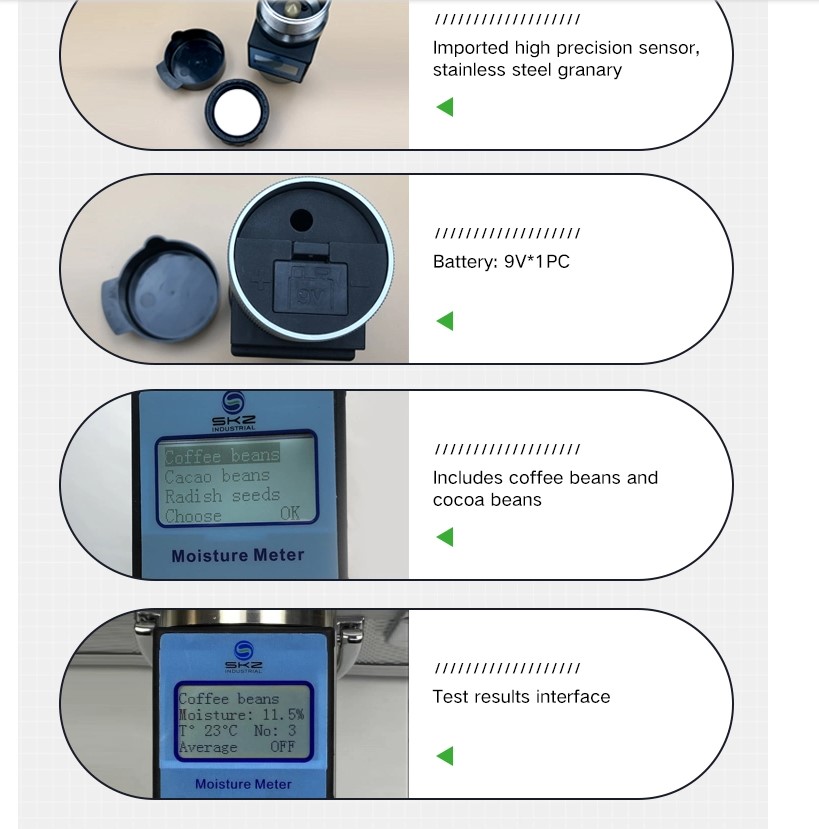 Imported high precision sensor,
stainless steel granary
Battery: 9V*1PC
SKZ
INDUSTRIAL
Coffee beans
Cacao beans
Radish seeds
Choose OK
Moisture Meter
Includes coffee beans and
cocoa beans
SKZ
INDUSTRIAL
Coffee beans
Moisture: 11.5%
T° 23°C No: 3
Average OFF
Moisture Meter
Test results interface